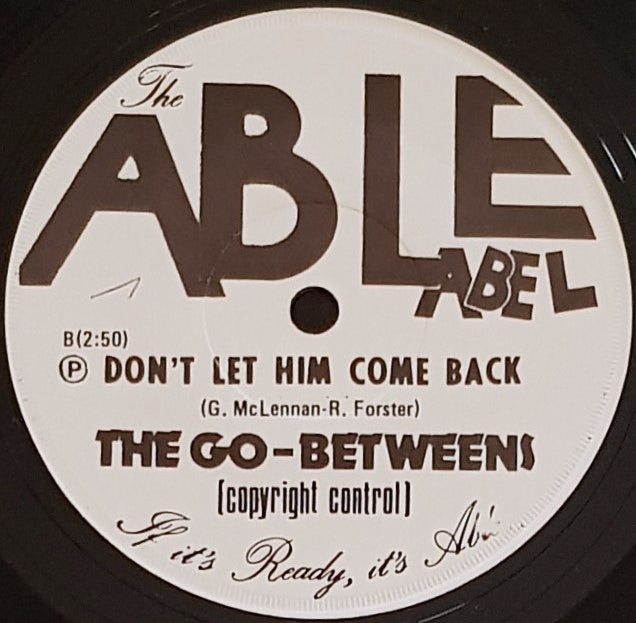 The
ABLE
LABEL
B(2:50)
Ⓟ DON'T LET HIM COME BACK
(G. McLennan-R. Forster)
THE GO-BETWEENS
(copyright control)
If it's Ready, it's